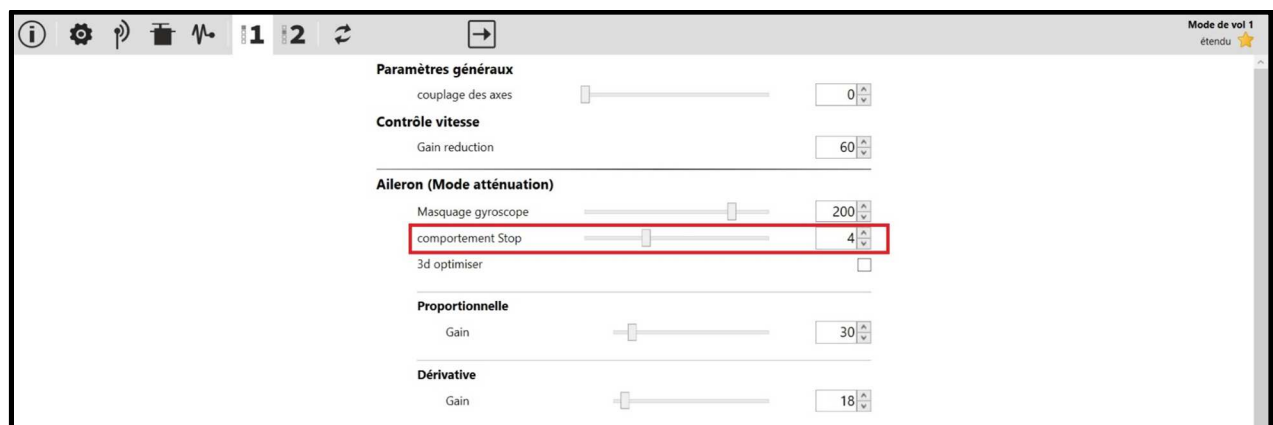 1 2 Mode de vol 1
étendu
Paramètres généraux
couplage des axes 0
Contrôle vitesse
Gain reduction 60
Aileron (Mode atténuation)
Masquage gyroscope 200
comportement Stop 4
3d optimiser
Proportionnelle
Gain 30
Dérivative
Gain 18